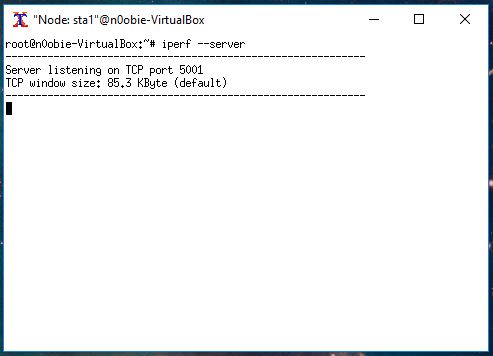 "Node: sta1"@n0obie-VirtualBox
root@n0obie-VirtualBox:~# iperf --server
------------------------------------------------------------
Server listening on TCP port 5001
TCP window size: 85.3 KByte (default)
------------------------------------------------------------